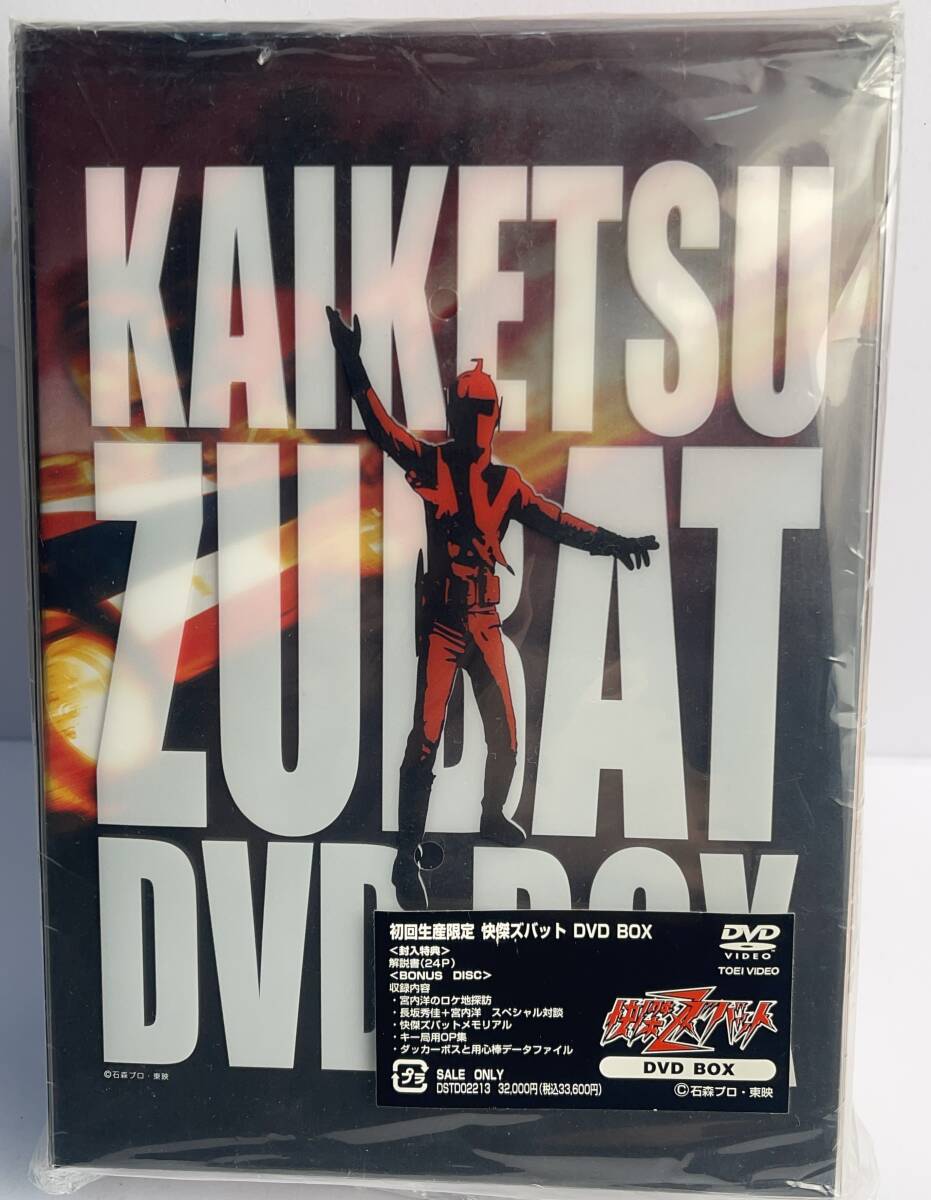 KAIKETSU
ZUBAT
DVD BOX
初回生産限定 快傑ズバット DVD BOX
<封入特典>
解説書(24P)
<BONUS DISC>
収録内容
・宮内洋のロケ地探訪
・長坂秀佳+宮内洋 スペシャル対談
・快傑ズバットメモリアル
・キー局用OP集
・ダッカーボスと用心棒データファイル
プラ
SALE ONLY
DSTD02213 32,000円(税込33,600円)
DVD
VIDEO
TOEI VIDEO
快傑ズバット
DVD BOX
©石森プロ・東映
©石森プロ・東映